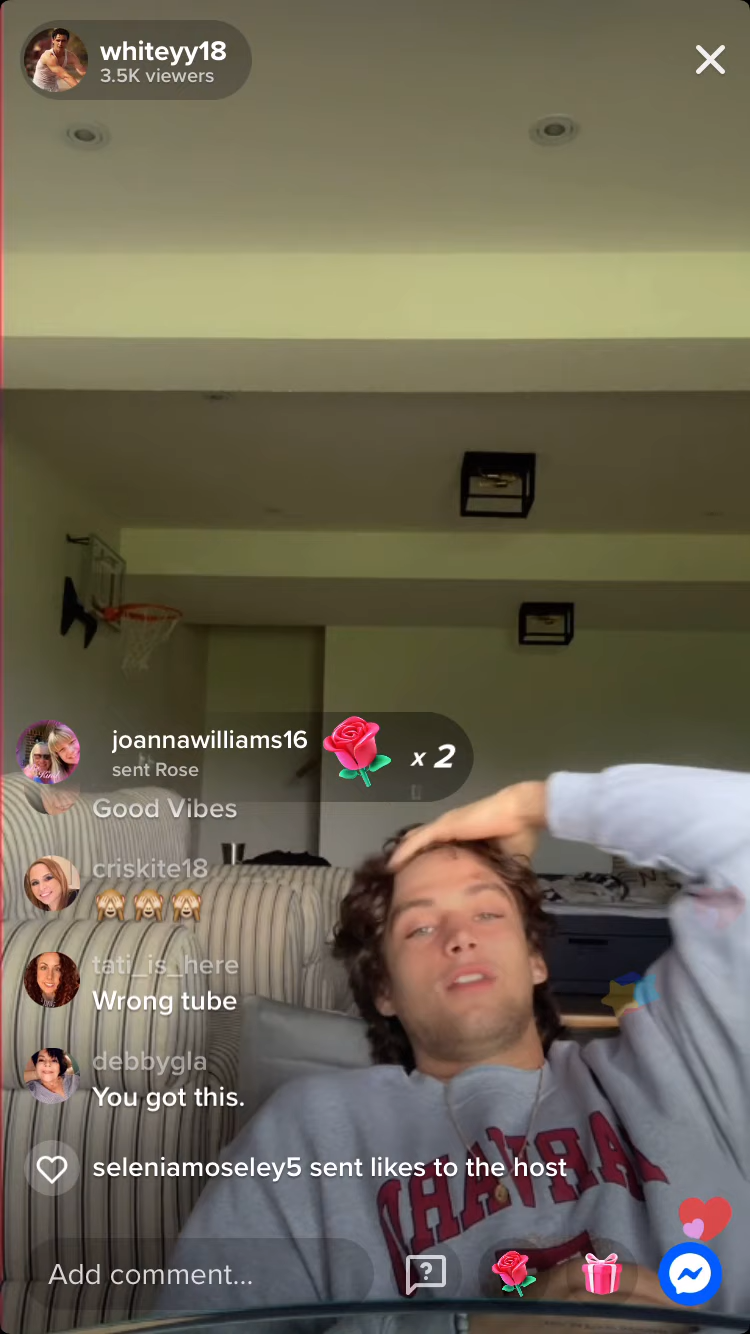 whiteyy18
3.5K viewers
joannawilliams16
sent Rose
x 2
Good Vibes
criskite18
🙈🙈🙈
tati_is_here
Wrong tube
debbygla
You got this.
seleniamoseley5 sent likes to the host
HARVARD
Add comment...